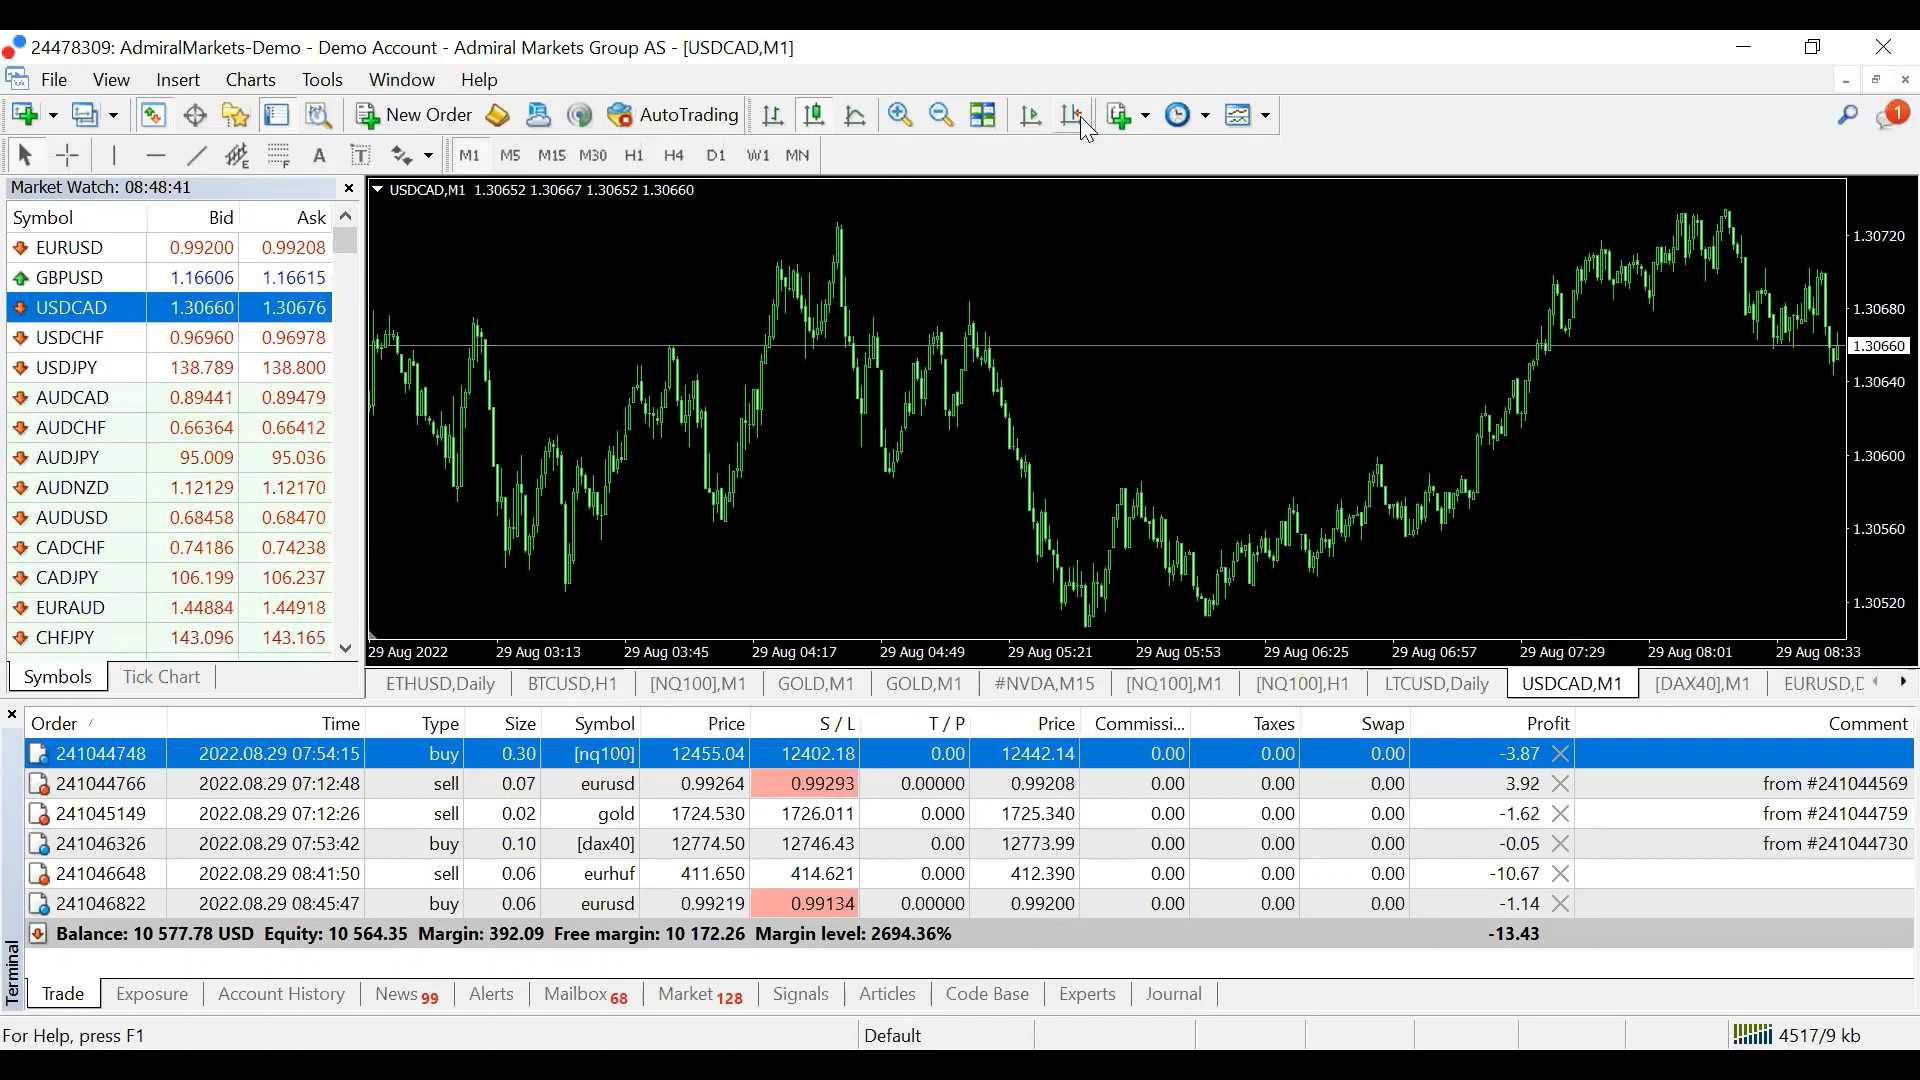 24478309: AdmiralMarkets-Demo - Demo Account - Admiral Markets Group AS - [USDCAD,M1]
File View Insert Charts Tools Window Help
New Order AutoTrading 1
E F A T M1 M5 M15 M30 H1 H4 D1 W1 MN
Market Watch: 08:48:41
Symbol Bid Ask
EURUSD 0.99200 0.99208
GBPUSD 1.16606 1.16615
USDCAD 1.30660 1.30676
USDCHF 0.96960 0.96978
USDJPY 138.789 138.800
AUDCAD 0.89441 0.89479
AUDCHF 0.66364 0.66412
AUDJPY 95.009 95.036
AUDNZD 1.12129 1.12170
AUDUSD 0.68458 0.68470
CADCHF 0.74186 0.74238
CADJPY 106.199 106.237
EURAUD 1.44884 1.44918
CHFJPY 143.096 143.165
Symbols Tick Chart
USDCAD,M1 1.30652 1.30667 1.30652 1.30660
1.30720
1.30680
1.30660
1.30640
1.30600
1.30560
1.30520
29 Aug 2022 29 Aug 03:13 29 Aug 03:45 29 Aug 04:17 29 Aug 04:49 29 Aug 05:21 29 Aug 05:53 29 Aug 06:25 29 Aug 06:57 29 Aug 07:29 29 Aug 08:01 29 Aug 08:33
ETHUSD,Daily BTCUSD,H1 [NQ100],M1 GOLD,M1 GOLD,M1 #NVDA,M15 [NQ100],M1 [NQ100],H1 LTCUSD,Daily USDCAD,M1 [DAX40],M1 EURUSD,D
Order Time Type Size Symbol Price S / L T / P Price Commissi... Taxes Swap Profit Comment
241044748 2022.08.29 07:54:15 buy 0.30 [nq100] 12455.04 12402.18 0.00 12442.14 0.00 0.00 0.00 -3.87
241044766 2022.08.29 07:12:48 sell 0.07 eurusd 0.99264 0.99293 0.00000 0.99208 0.00 0.00 0.00 3.92 from #241044569
241045149 2022.08.29 07:12:26 sell 0.02 gold 1724.530 1726.011 0.000 1725.340 0.00 0.00 0.00 -1.62 from #241044759
241046326 2022.08.29 07:53:42 buy 0.10 [dax40] 12774.50 12746.43 0.00 12773.99 0.00 0.00 0.00 -0.05 from #241044730
241046648 2022.08.29 08:41:50 sell 0.06 eurhuf 411.650 414.621 0.000 412.390 0.00 0.00 0.00 -10.67
241046822 2022.08.29 08:45:47 buy 0.06 eurusd 0.99219 0.99134 0.00000 0.99200 0.00 0.00 0.00 -1.14
Balance: 10 577.78 USD Equity: 10 564.35 Margin: 392.09 Free margin: 10 172.26 Margin level: 2694.36% -13.43
Terminal
Trade Exposure Account History News 99 Alerts Mailbox 68 Market 128 Signals Articles Code Base Experts Journal
For Help, press F1 Default 4517/9 kb